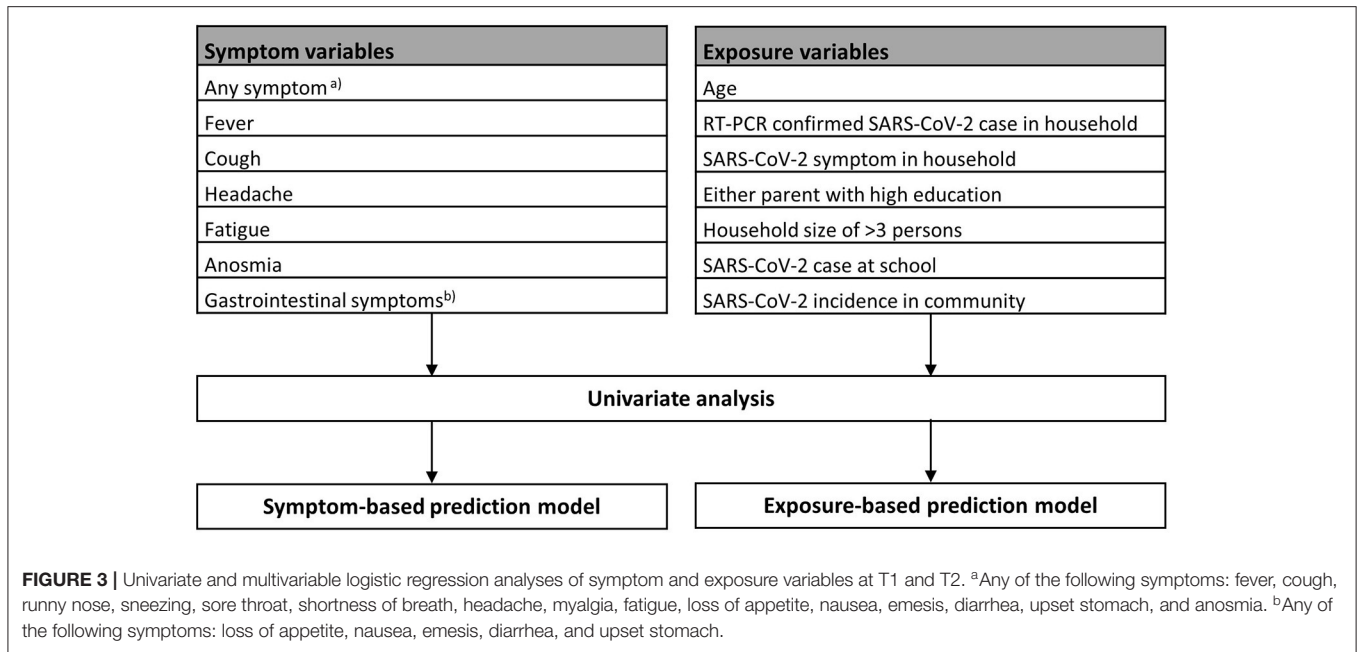 Symptom variables
Any symptom a)
Fever
Cough
Headache
Fatigue
Anosmia
Gastrointestinal symptoms b)
Exposure variables
Age
RT-PCR confirmed SARS-CoV-2 case in household
SARS-CoV-2 symptom in household
Either parent with high education
Household size of >3 persons
SARS-CoV-2 case at school
SARS-CoV-2 incidence in community
Univariate analysis
Symptom-based prediction model
Exposure-based prediction model
FIGURE 3 | Univariate and multivariable logistic regression analyses of symptom and exposure variables at T1 and T2. aAny of the following symptoms: fever, cough,
runny nose, sneezing, sore throat, shortness of breath, headache, myalgia, fatigue, loss of appetite, nausea, emesis, diarrhea, upset stomach, and anosmia. bAny of
the following symptoms: loss of appetite, nausea, emesis, diarrhea, and upset stomach.